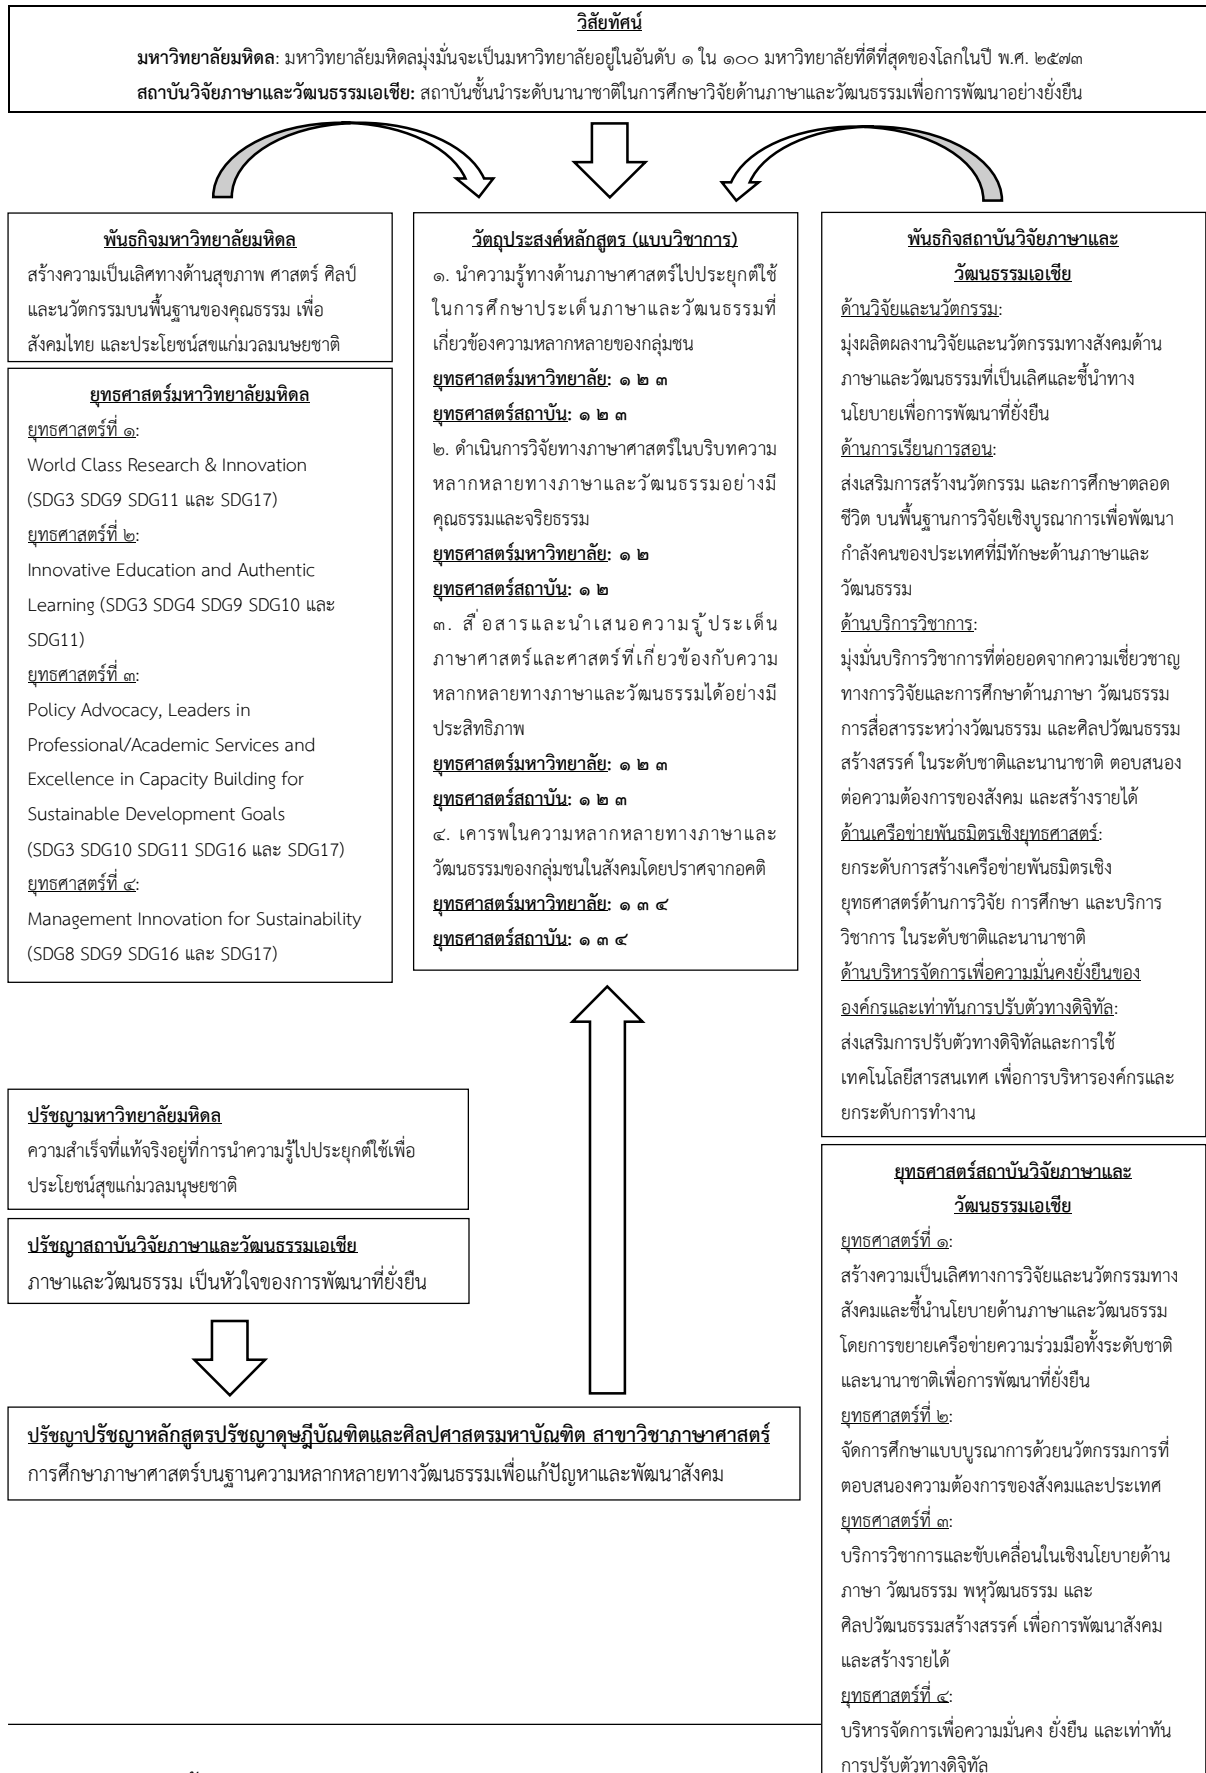 วิสัยทัศน์
มหาวิทยาลัยมหิดล: มหาวิทยาลัยมหิดลมุ่งมั่นจะเป็นมหาวิทยาลัยอยู่ในอันดับ ๑ ใน ๑๐๐ มหาวิทยาลัยที่ดีที่สุดของโลกในปี พ.ศ. ๒๕๗๓
สถาบันวิจัยภาษาและวัฒนธรรมเอเชีย: สถาบันชั้นนำระดับนานาชาติในการศึกษาวิจัยด้านภาษาและวัฒนธรรมเพื่อการพัฒนาอย่างยั่งยืน
พันธกิจมหาวิทยาลัยมหิดล
สร้างความเป็นเลิศทางด้านสุขภาพ ศาสตร์ ศิลป์
และนวัตกรรมบนพื้นฐานของคุณธรรม เพื่อ
สังคมไทย และประโยชน์สุขแก่มวลมนุษยชาติ
ยุทธศาสตร์มหาวิทยาลัยมหิดล
ยุทธศาสตร์ที่ ๑:
World Class Research & Innovation
(SDG3 SDG9 SDG11 และ SDG17)
ยุทธศาสตร์ที่ ๒:
Innovative Education and Authentic
Learning (SDG3 SDG4 SDG9 SDG10 และ
SDG11)
ยุทธศาสตร์ที่ ๓:
Policy Advocacy, Leaders in
Professional/Academic Services and
Excellence in Capacity Building for
Sustainable Development Goals
(SDG3 SDG10 SDG11 SDG16 และ SDG17)
ยุทธศาสตร์ที่ ๔:
Management Innovation for Sustainability
(SDG8 SDG9 SDG16 และ SDG17)
วัตถุประสงค์หลักสูตร (แบบวิชาการ)
๑. นำความรู้ทางด้านภาษาศาสตร์ไปประยุกต์ใช้
ในการศึกษาประเด็นภาษาและวัฒนธรรมที่
เกี่ยวข้องความหลากหลายของกลุ่มชน
ยุทธศาสตร์มหาวิทยาลัย: ๑ ๒ ๓
ยุทธศาสตร์สถาบัน: ๑ ๒ ๓
๒. ดำเนินการวิจัยทางภาษาศาสตร์ในบริบทความ
หลากหลายทางภาษาและวัฒนธรรมอย่างมี
คุณธรรมและจริยธรรม
ยุทธศาสตร์มหาวิทยาลัย: ๑ ๒
ยุทธศาสตร์สถาบัน: ๑ ๒
๓. สื่อสารและนำเสนอความรู้ประเด็น
ภาษาศาสตร์และศาสตร์ที่เกี่ยวข้องกับความ
หลากหลายทางภาษาและวัฒนธรรมได้อย่างมี
ประสิทธิภาพ
ยุทธศาสตร์มหาวิทยาลัย: ๑ ๒ ๓
ยุทธศาสตร์สถาบัน: ๑ ๒ ๓
๔. เคารพในความหลากหลายทางภาษาและ
วัฒนธรรมของกลุ่มชนในสังคมโดยปราศจากอคติ
ยุทธศาสตร์มหาวิทยาลัย: ๑ ๓ ๔
ยุทธศาสตร์สถาบัน: ๑ ๓ ๔
พันธกิจสถาบันวิจัยภาษาและ
วัฒนธรรมเอเชีย
ด้านวิจัยและนวัตกรรม:
มุ่งผลิตผลงานวิจัยและนวัตกรรมทางสังคมด้าน
ภาษาและวัฒนธรรมที่เป็นเลิศและชี้นำทาง
นโยบายเพื่อการพัฒนาที่ยั่งยืน
ด้านการเรียนการสอน:
ส่งเสริมการสร้างนวัตกรรม และการศึกษาตลอด
ชีวิต บนพื้นฐานการวิจัยเชิงบูรณาการเพื่อพัฒนา
กำลังคนของประเทศที่มีทักษะด้านภาษาและ
วัฒนธรรม
ด้านบริการวิชาการ:
มุ่งมั่นบริการวิชาการที่ต่อยอดจากความเชี่ยวชาญ
ทางการวิจัยและการศึกษาด้านภาษา วัฒนธรรม
การสื่อสารระหว่างวัฒนธรรม และศิลปวัฒนธรรม
สร้างสรรค์ ในระดับชาติและนานาชาติ ตอบสนอง
ต่อความต้องการของสังคม และสร้างรายได้
ด้านเครือข่ายพันธมิตรเชิงยุทธศาสตร์:
ยกระดับการสร้างเครือข่ายพันธมิตรเชิง
ยุทธศาสตร์ด้านการวิจัย การศึกษา และบริการ
วิชาการ ในระดับชาติและนานาชาติ
ด้านบริหารจัดการเพื่อความมั่นคงยั่งยืนของ
องค์กรและเท่าทันการปรับตัวทางดิจิทัล:
ส่งเสริมการปรับตัวทางดิจิทัลและการใช้
เทคโนโลยีสารสนเทศ เพื่อการบริหารองค์กรและ
ยกระดับการทำงาน
ปรัชญามหาวิทยาลัยมหิดล
ความสำเร็จที่แท้จริงอยู่ที่การนำความรู้ไปประยุกต์ใช้เพื่อ
ประโยชน์สุขแก่มวลมนุษยชาติ
ปรัชญาสถาบันวิจัยภาษาและวัฒนธรรมเอเชีย
ภาษาและวัฒนธรรม เป็นหัวใจของการพัฒนาที่ยั่งยืน
ปรัชญาปรัชญาหลักสูตรปรัชญาดุษฎีบัณฑิตและศิลปศาสตรมหาบัณฑิต สาขาวิชาภาษาศาสตร์
การศึกษาภาษาศาสตร์บนฐานความหลากหลายทางวัฒนธรรมเพื่อแก้ปัญหาและพัฒนาสังคม
ยุทธศาสตร์สถาบันวิจัยภาษาและ
วัฒนธรรมเอเชีย
ยุทธศาสตร์ที่ ๑:
สร้างความเป็นเลิศทางการวิจัยและนวัตกรรมทาง
สังคมและชี้นำนโยบายด้านภาษาและวัฒนธรรม
โดยการขยายเครือข่ายความร่วมมือทั้งระดับชาติ
และนานาชาติเพื่อการพัฒนาที่ยั่งยืน
ยุทธศาสตร์ที่ ๒:
จัดการศึกษาแบบบูรณาการด้วยนวัตกรรมการที่
ตอบสนองความต้องการของสังคมและประเทศ
ยุทธศาสตร์ที่ ๓:
บริการวิชาการและขับเคลื่อนในเชิงนโยบายด้าน
ภาษา วัฒนธรรม พหุวัฒนธรรม และ
ศิลปวัฒนธรรมสร้างสรรค์ เพื่อการพัฒนาสังคม
และสร้างรายได้
ยุทธศาสตร์ที่ ๔:
บริหารจัดการเพื่อความมั่นคง ยั่งยืน และเท่าทัน
การปรับตัวทางดิจิทัล